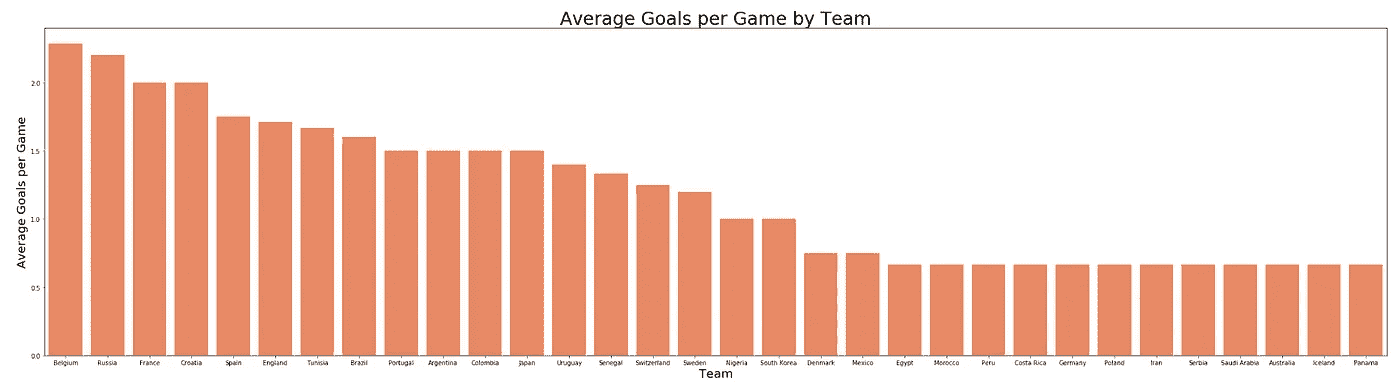 Average Goals per Game by Team
Average Goals per Game
2.0
1.5
1.0
0.5
0.0
Belgium Russia France Croatia Spain England Tunisia Brazil Portugal Argentina Colombia Japan Uruguay Senegal Switzerland Sweden Nigeria South Korea Denmark Mexico Egypt Morocco Peru Costa Rica Germany Poland Iran Serbia Saudi Arabia Australia Iceland Panama
Team